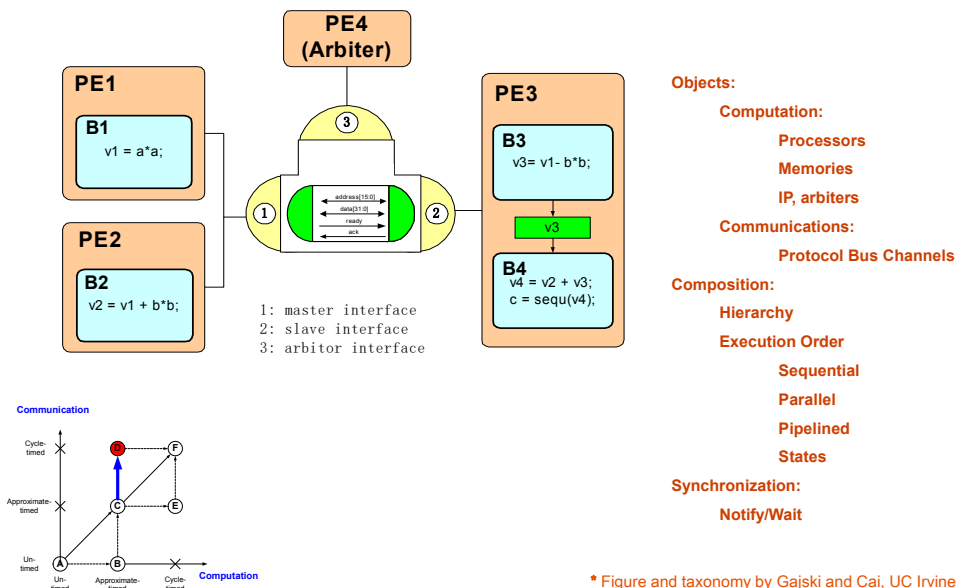 PE4
(Arbiter)
PE1
B1
v1 = a*a;
PE2
B2
v2 = v1 + b*b;
3
1
address[15:0]
data[31:0]
ready
ack
2
PE3
B3
v3= v1- b*b;
v3
B4
v4 = v2 + v3;
c = sequ(v4);
1: master interface
2: slave interface
3: arbitor interface
Objects:
Computation:
Processors
Memories
IP, arbiters
Communications:
Protocol Bus Channels
Composition:
Hierarchy
Execution Order
Sequential
Parallel
Pipelined
States
Synchronization:
Notify/Wait
Communication
Cycle-
timed
D
F
Approximate-
timed
C
E
Un-
timed
A
B
Computation
Un-
timed
Approximate-
timed
Cycle-
timed
* Figure and taxonomy by Gajski and Cai, UC Irvine